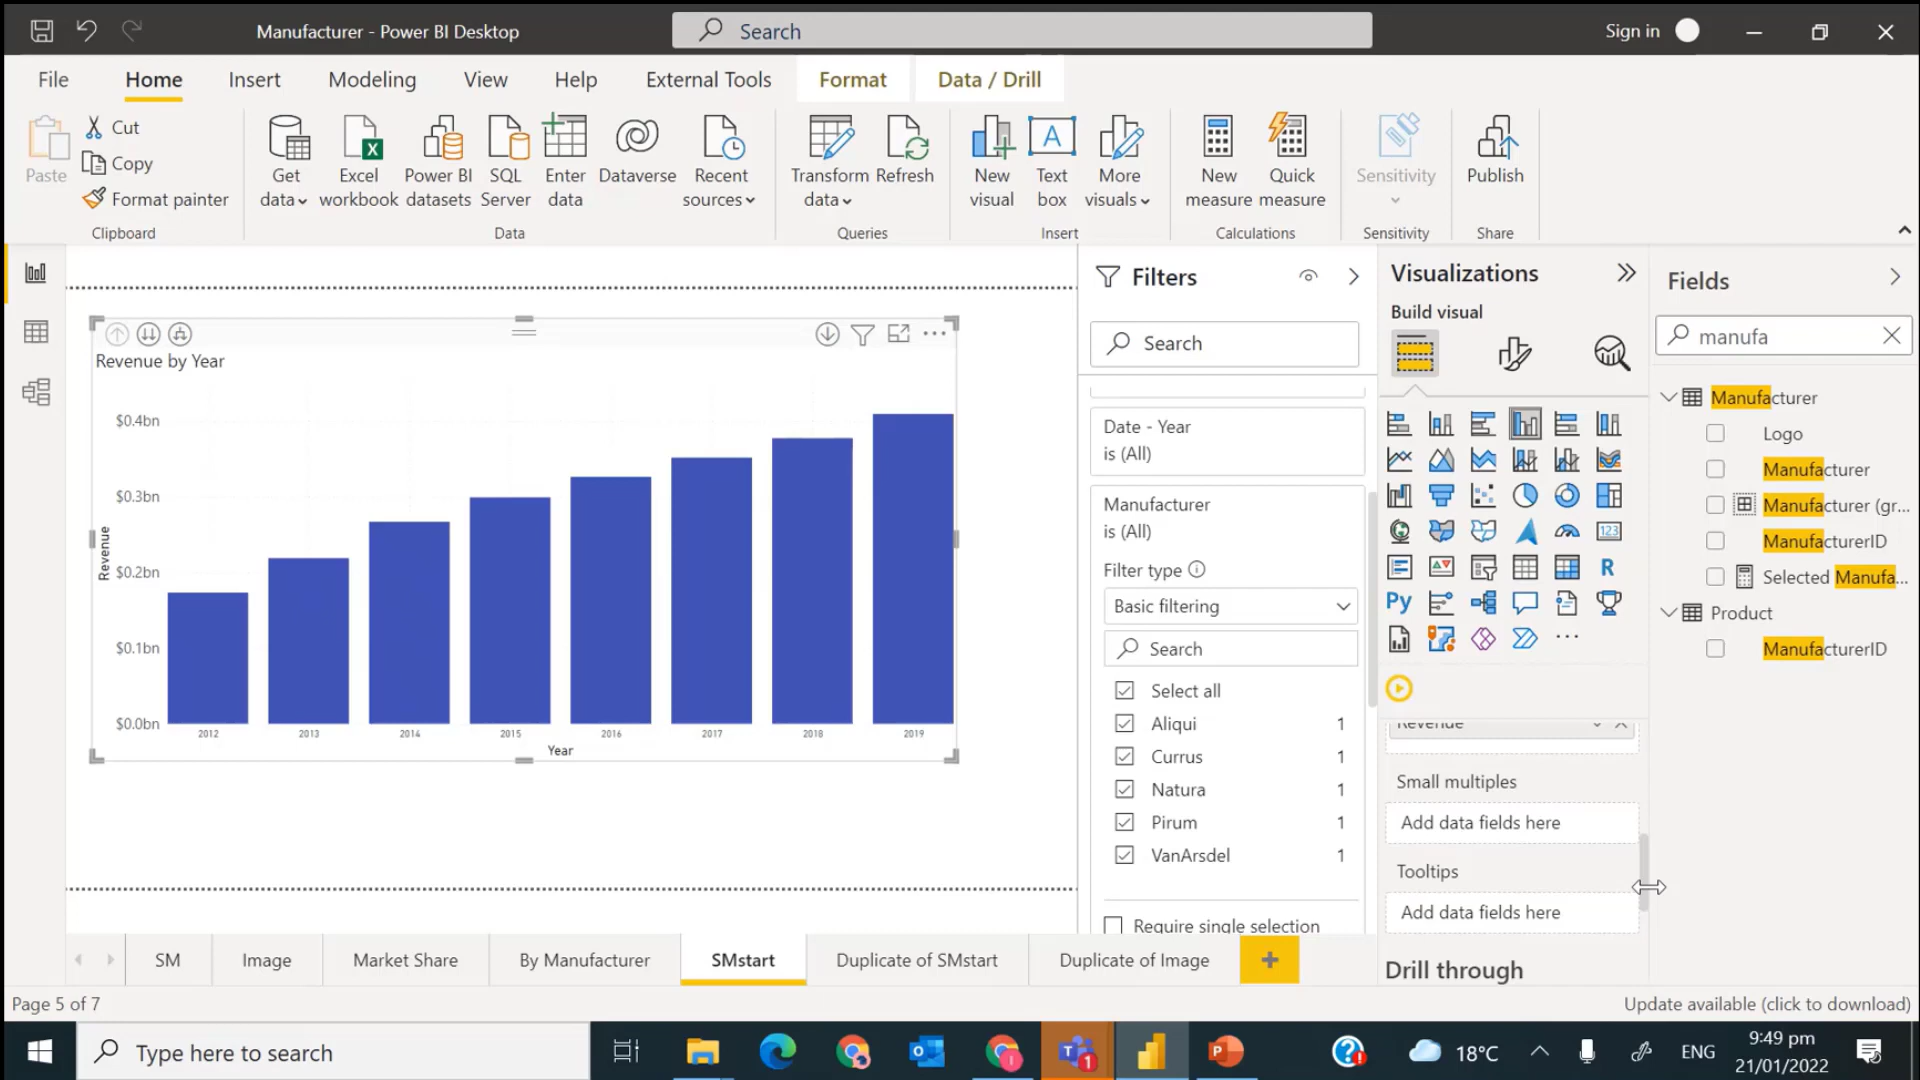 Manufacturer - Power BI Desktop
Search
Sign in
File
Home
Insert
Modeling
View
Help
External Tools
Format
Data / Drill
Paste
Cut
Copy
Format painter
Clipboard
Get data
Excel workbook
Power BI datasets
SQL Server
Enter data
Dataverse
Recent sources
Data
Transform data
Refresh
Queries
New visual
Text box
More visuals
Insert
New measure
Quick measure
Calculations
Sensitivity
Sensitivity
Publish
Share
Revenue by Year
$0.4bn
$0.3bn
$0.2bn
$0.1bn
$0.0bn
Revenue
2012
2013
2014
2015
2016
2017
2018
2019
Year
Filters
Search
Date - Year
is (All)
Manufacturer
is (All)
Filter type
Basic filtering
Search
Select all
Aliqui 1
Currus 1
Natura 1
Pirum 1
VanArsdel 1
Require single selection
Visualizations
Build visual
123
R
Py
Revenue
Small multiples
Add data fields here
Tooltips
Add data fields here
Drill through
Fields
manufa
Manufacturer
Logo
Manufacturer
Manufacturer (gr...
ManufacturerID
Selected Manufa...
Product
ManufacturerID
SM
Image
Market Share
By Manufacturer
SMstart
Duplicate of SMstart
Duplicate of Image
Page 5 of 7
Update available (click to download)
Type here to search
18°C
ENG
9:49 pm
21/01/2022